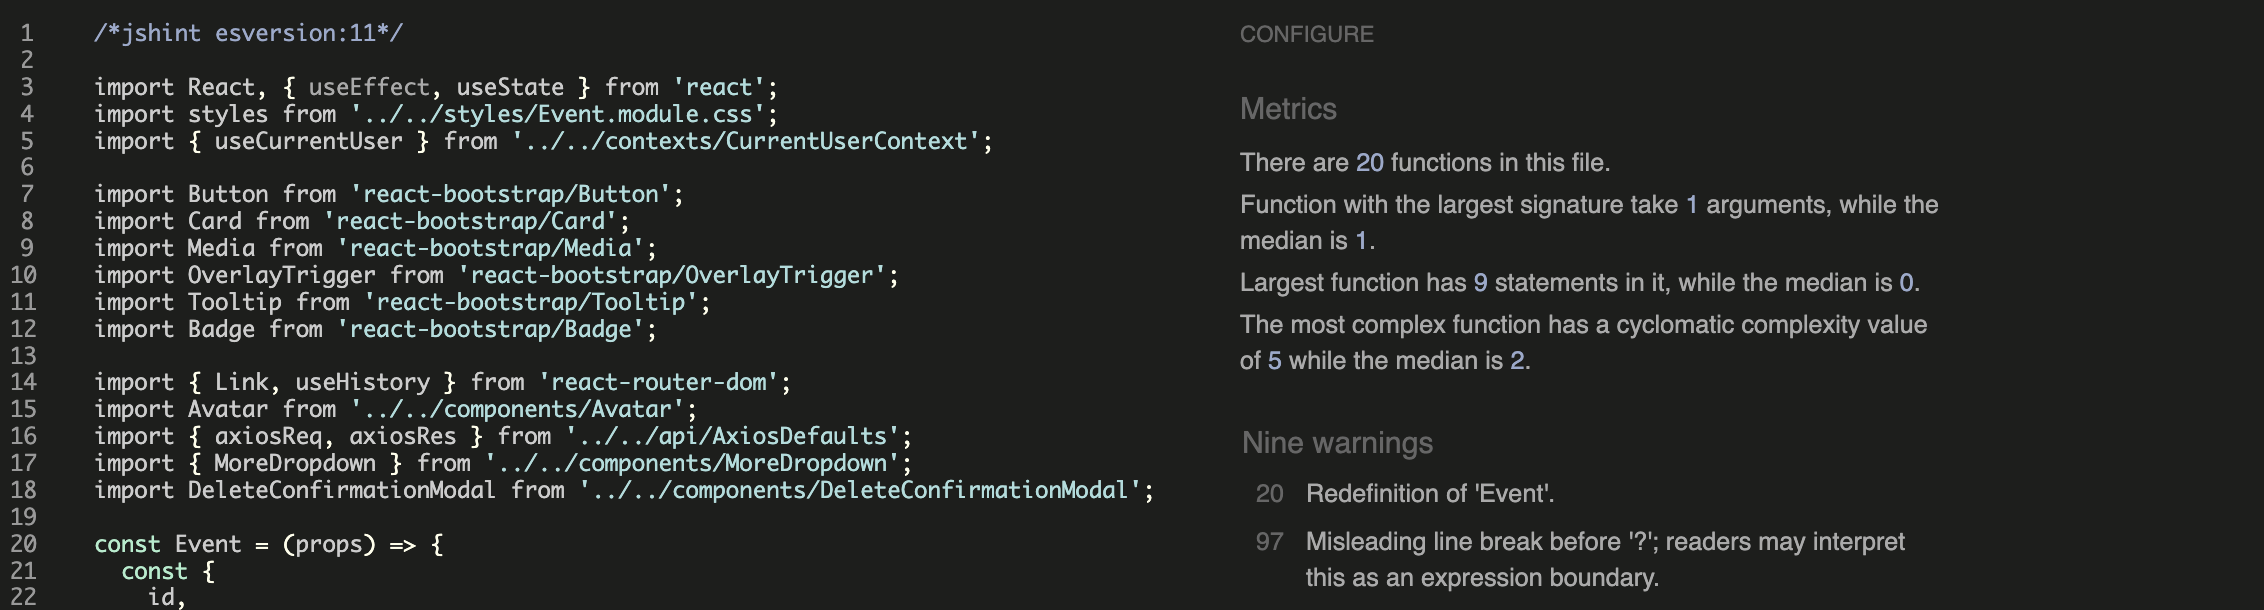 1 /*jshint esversion:11*/
2
3 import React, { useEffect, useState } from 'react';
4 import styles from '../../styles/Event.module.css';
5 import { useCurrentUser } from '../../contexts/CurrentUserContext';
6
7 import Button from 'react-bootstrap/Button';
8 import Card from 'react-bootstrap/Card';
9 import Media from 'react-bootstrap/Media';
10 import OverlayTrigger from 'react-bootstrap/OverlayTrigger';
11 import Tooltip from 'react-bootstrap/Tooltip';
12 import Badge from 'react-bootstrap/Badge';
13
14 import { Link, useHistory } from 'react-router-dom';
15 import Avatar from '../../components/Avatar';
16 import { axiosReq, axiosRes } from '../../api/AxiosDefaults';
17 import { MoreDropdown } from '../../components/MoreDropdown';
18 import DeleteConfirmationModal from '../../components/DeleteConfirmationModal';
19
20 const Event = (props) => {
21 const {
22 id,
CONFIGURE
Metrics
There are 20 functions in this file.
Function with the largest signature take 1 arguments, while the
median is 1.
Largest function has 9 statements in it, while the median is 0.
The most complex function has a cyclomatic complexity value
of 5 while the median is 2.
Nine warnings
20 Redefinition of 'Event'.
97 Misleading line break before '?'; readers may interpret
this as an expression boundary.